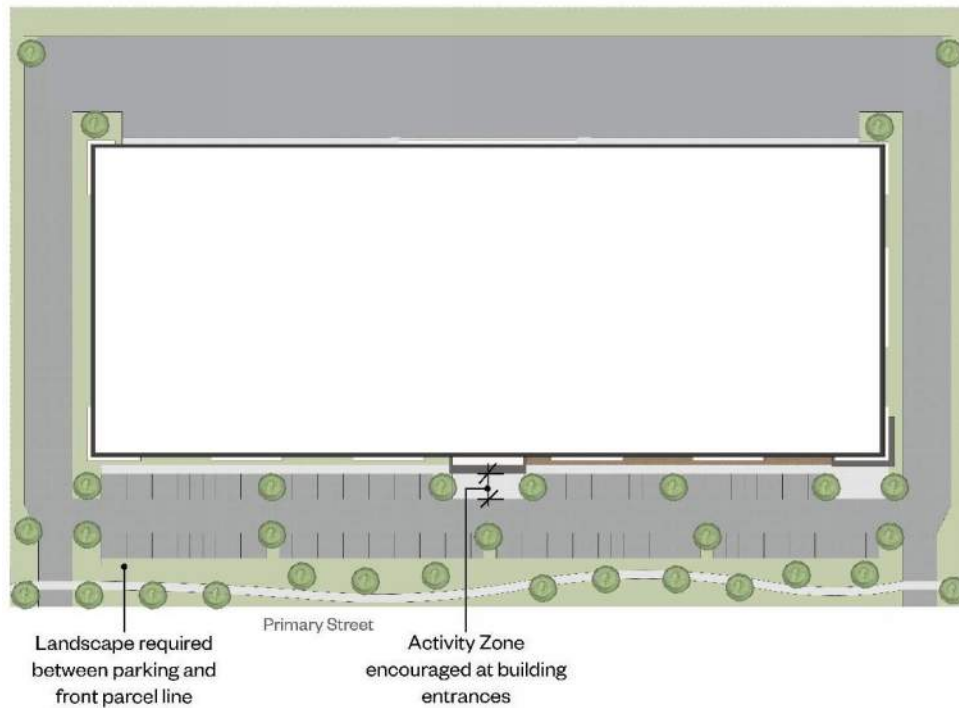 Primary Street
Landscape required
between parking and
front parcel line
Activity Zone
encouraged at building
entrances